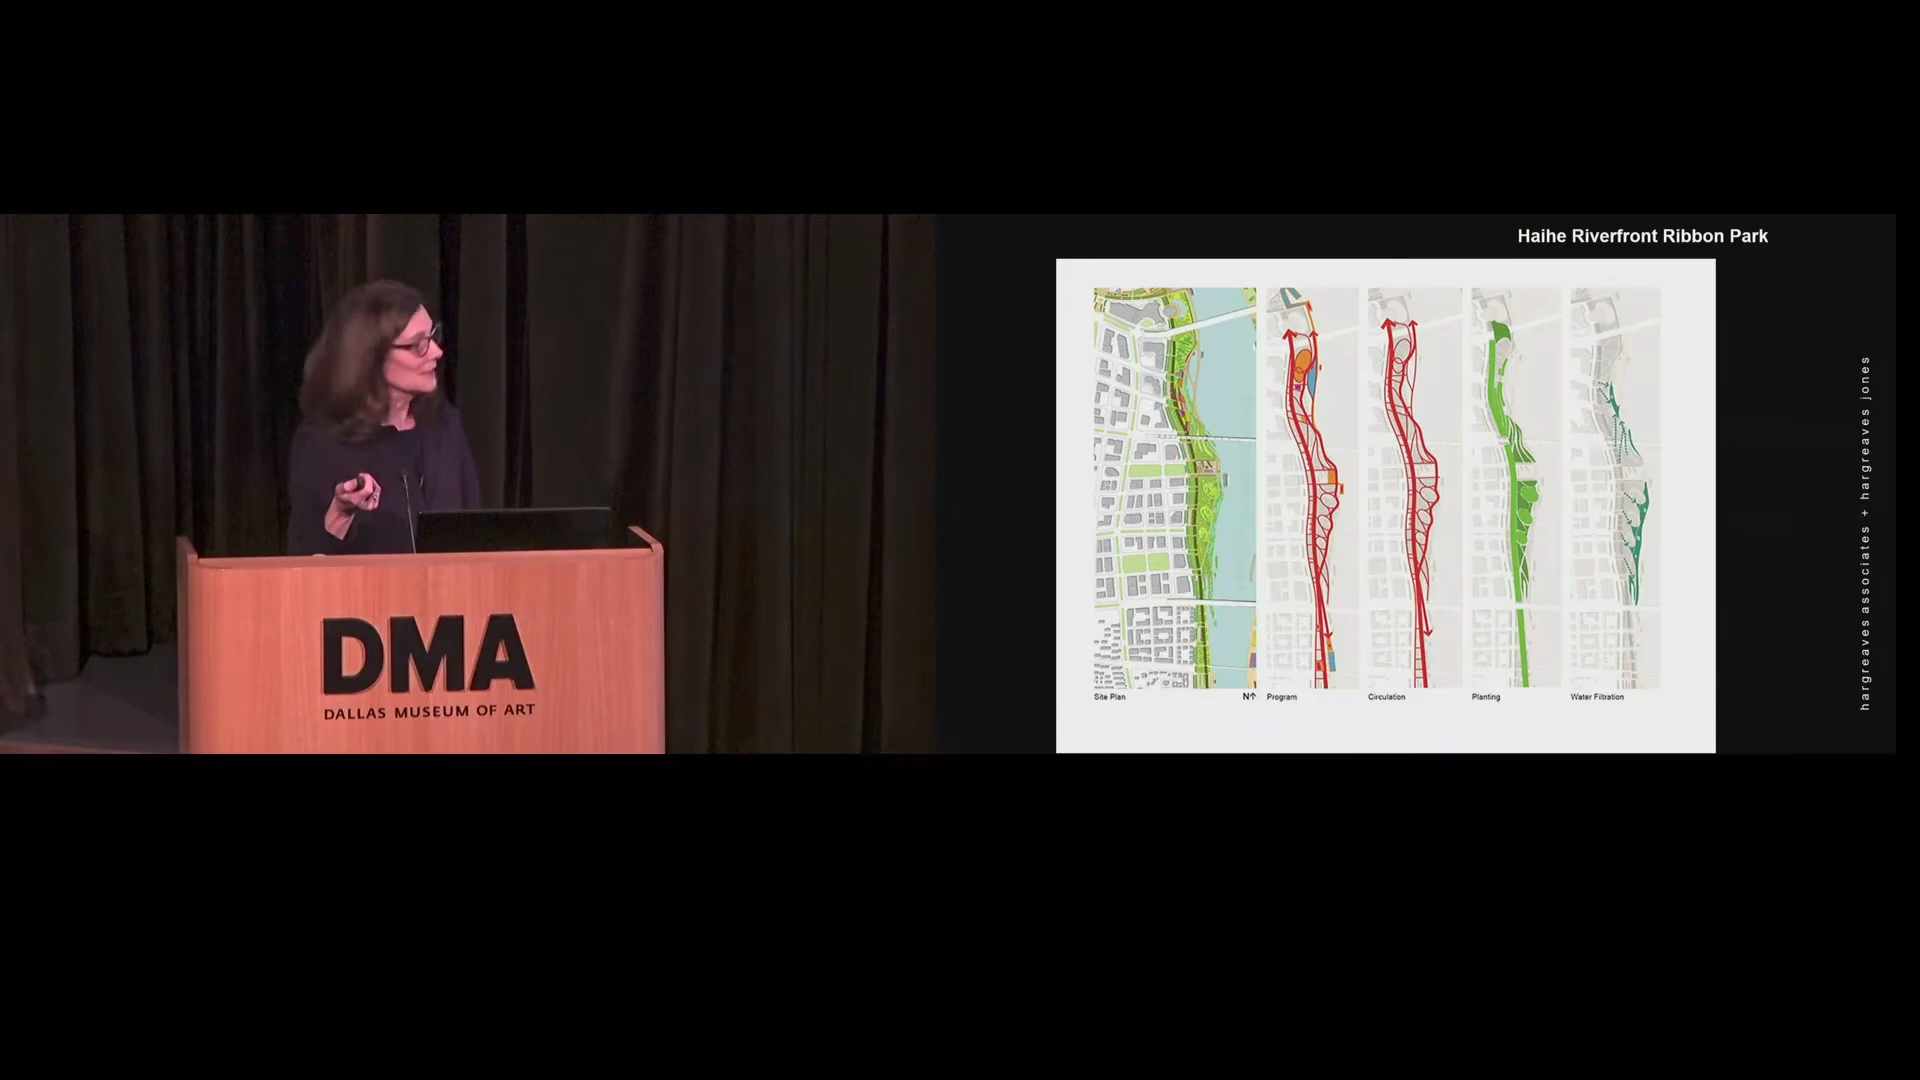 DMA
DALLAS MUSEUM OF ART
Haihe Riverfront Ribbon Park
Site Plan
N↑
Program
Circulation
Planting
Water Filtration
hargreaves associates + hargreaves jones